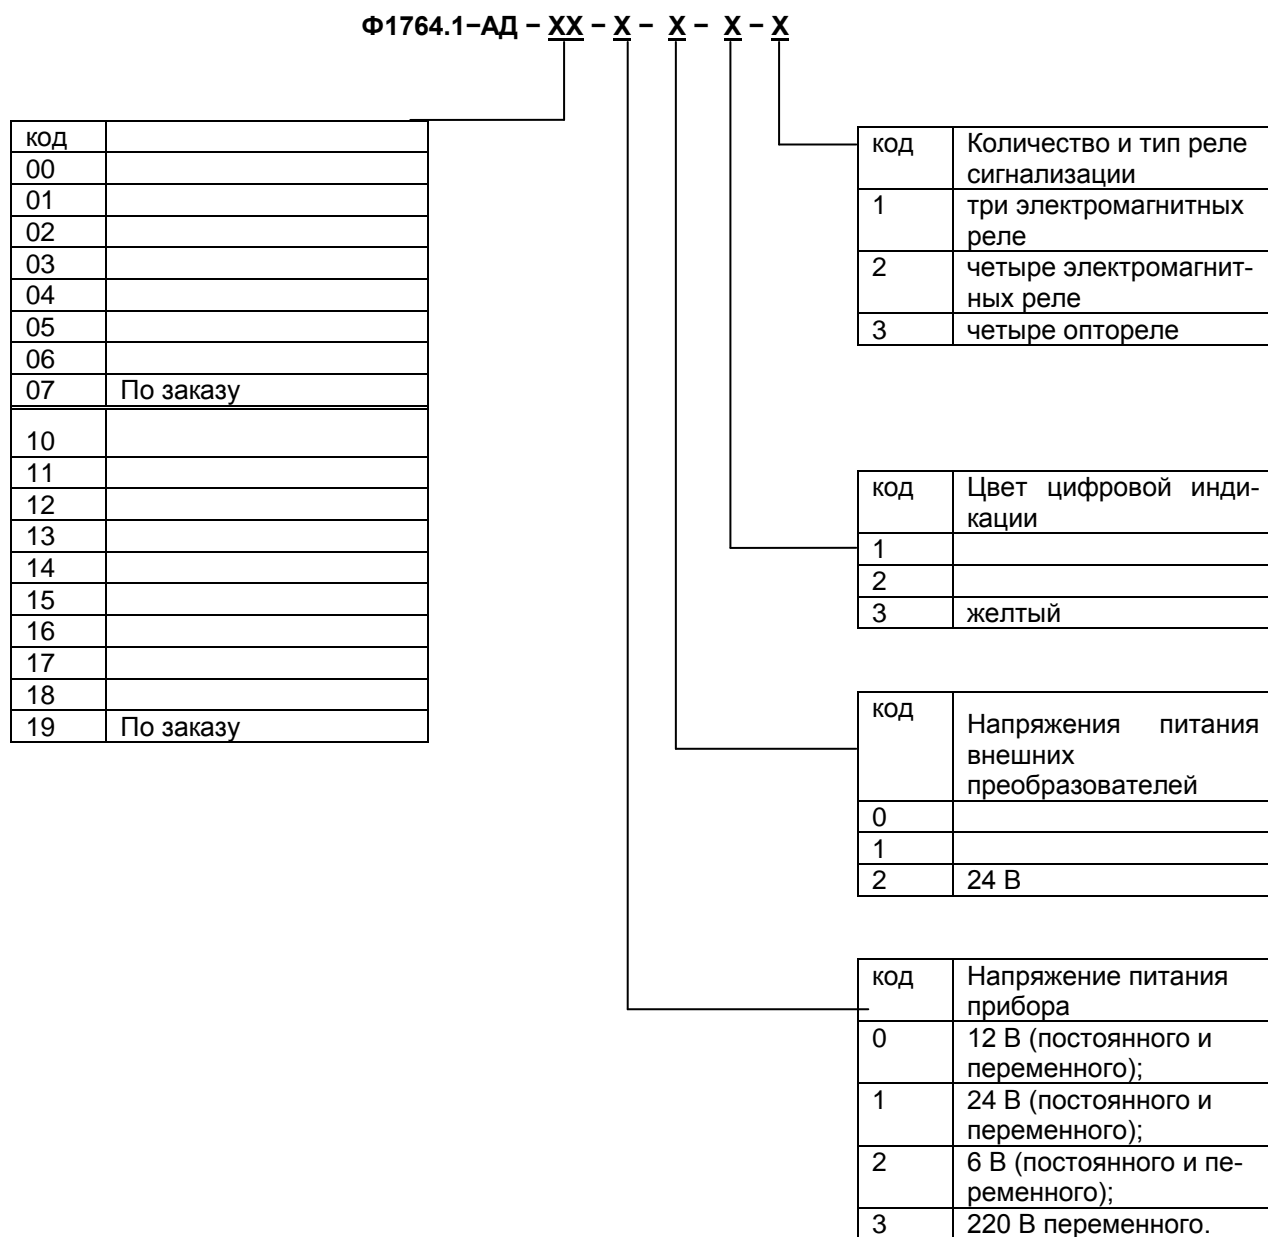 Ф1764.1−АД − XX − X − X − X − X
код
00
01
02
03
04
05
06
07 По заказу
10
11
12
13
14
15
16
17
18
19 По заказу
код Количество и тип реле
сигнализации
1 три электромагнитных
реле
2 четыре электромагнит-
ных реле
3 четыре оптореле
код Цвет цифровой инди-
кации
1
2
3 желтый
код
Напряжения питания
внешних
преобразователей
0
1
2 24 В
код Напряжение питания
прибора
0 12 В (постоянного и
переменного);
1 24 В (постоянного и
переменного);
2 6 В (постоянного и пе-
ременного);
3 220 В переменного.